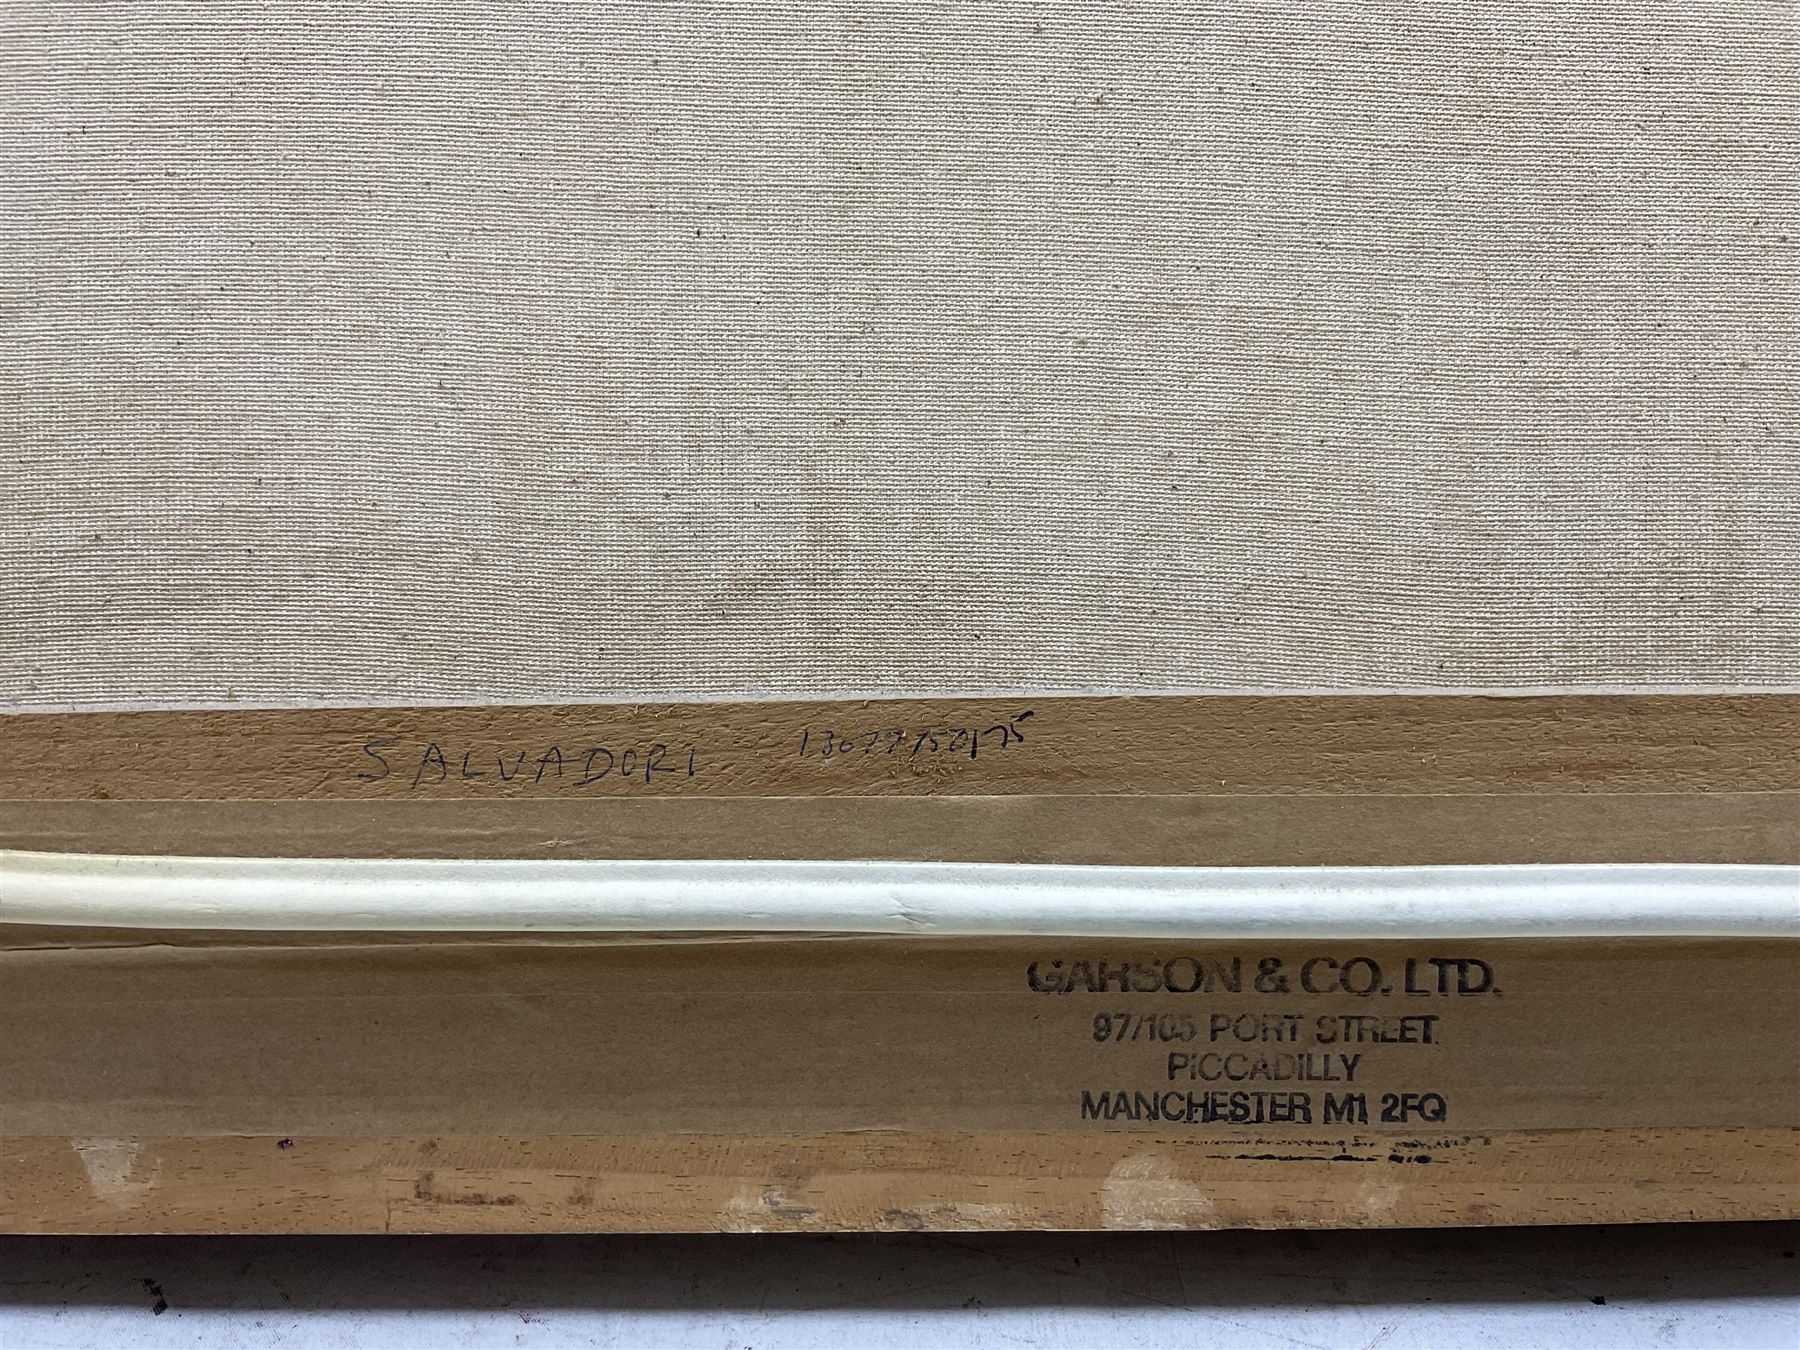 SALVADORI
GARSON & CO. LTD.
97/105 PORT STREET
PICCADILLY
MANCHESTER M1 2FQ